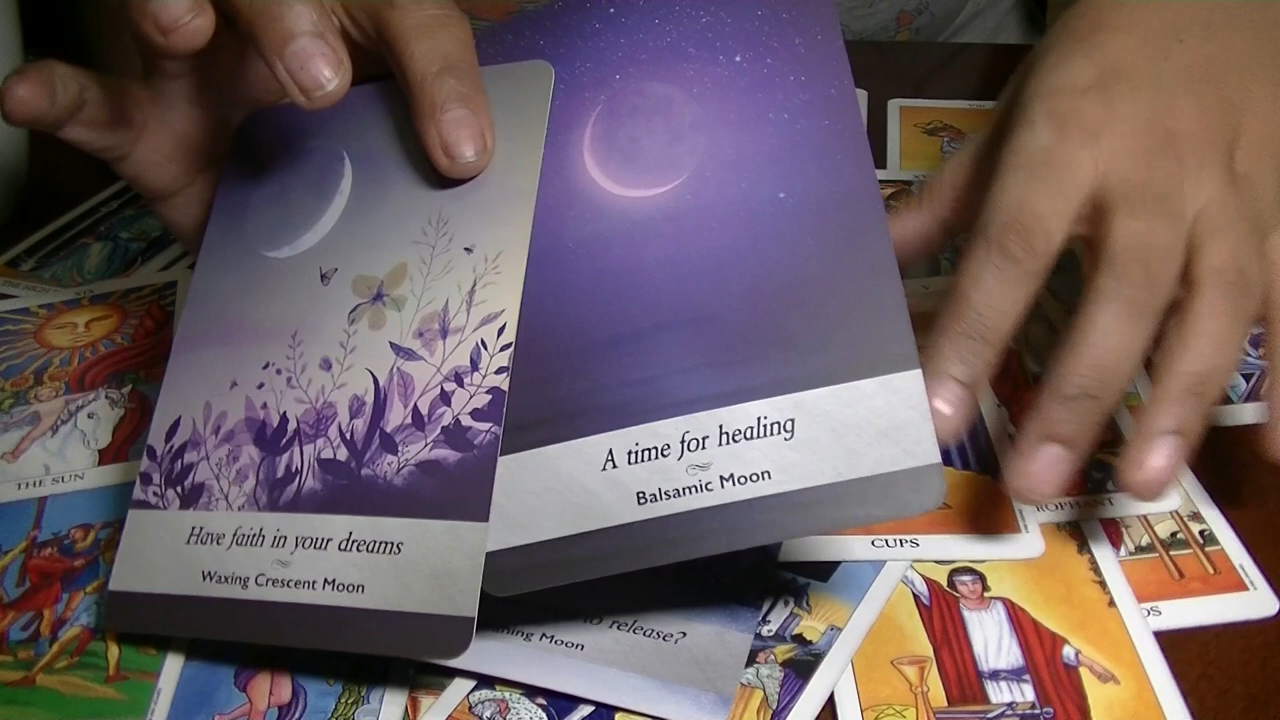 THE SUN
Have faith in your dreams
Waxing Crescent Moon
A time for healing
Balsamic Moon
to release?
Moon
CUPS
ROPHANT
V